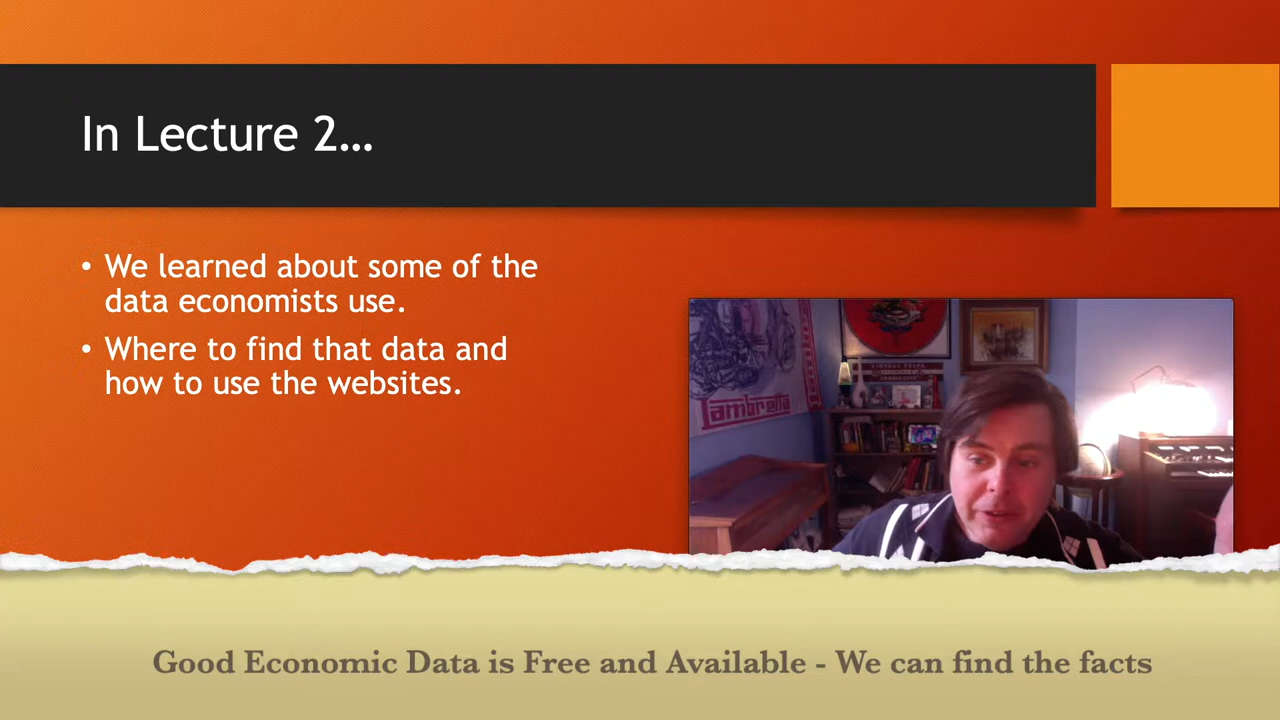 In Lecture 2...
• We learned about some of the
data economists use.
• Where to find that data and
how to use the websites.
Lambretta
Good Economic Data is Free and Available - We can find the facts